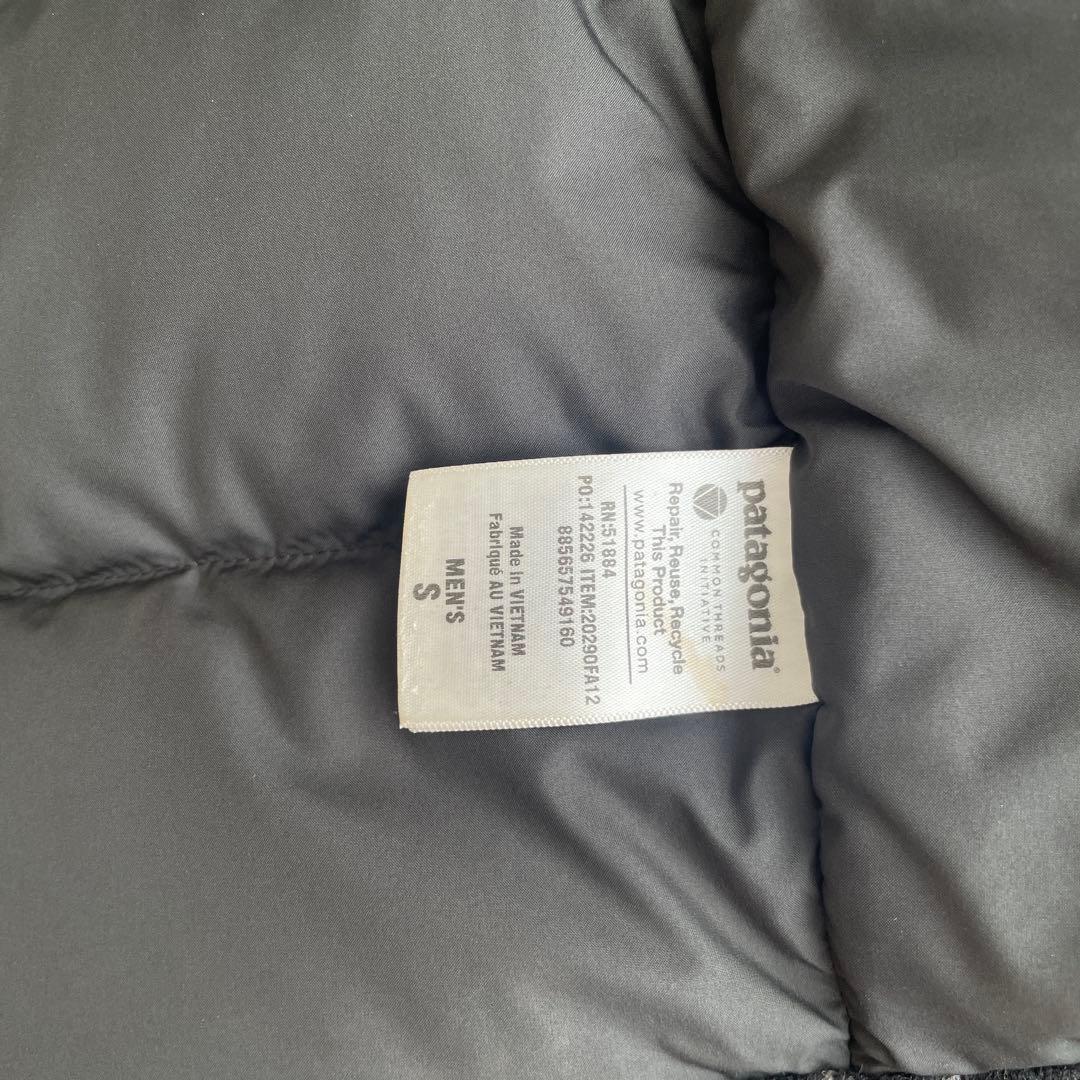 patagonia®
COMMON THREADS
INITIATIVE
Repair, Reuse, Recycle
This Product
www.patagonia.com
RN:51884
PO:142226 ITEM:20290FA12
885657549160
Made in VIETNAM
Fabriqué AU VIETNAM
MEN'S
S